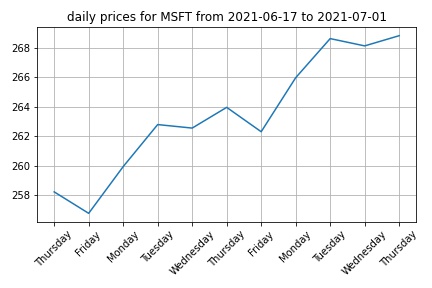 daily prices for MSFT from 2021-06-17 to 2021-07-01
268
266
264
262
260
258
Thursday
Friday
Monday
Tuesday
Wednesday
Thursday
Friday
Monday
Tuesday
Wednesday
Thursday